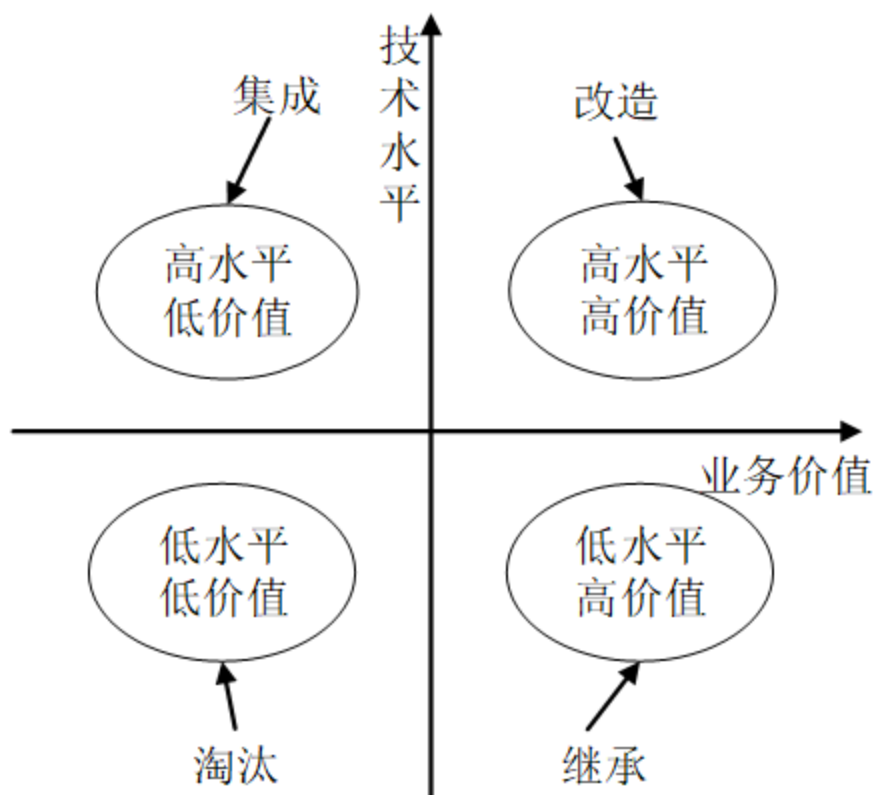 技术水平
集成
改造
高水平
低价值
高水平
高价值
业务价值
低水平
低价值
低水平
高价值
淘汰
继承